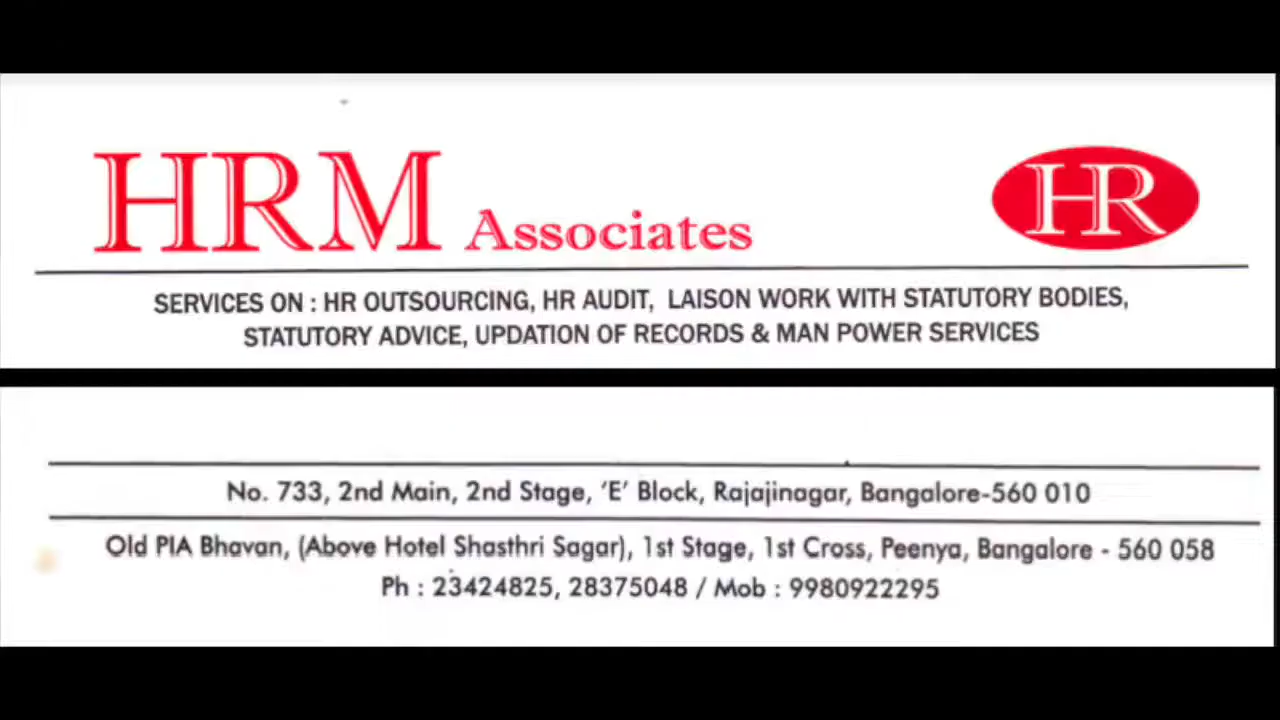 HRM Associates
HR
SERVICES ON : HR OUTSOURCING, HR AUDIT, LAISON WORK WITH STATUTORY BODIES,
STATUTORY ADVICE, UPDATION OF RECORDS & MAN POWER SERVICES
No. 733, 2nd Main, 2nd Stage, 'E' Block, Rajajinagar, Bangalore-560 010
Old PIA Bhavan, (Above Hotel Shasthri Sagar), 1st Stage, 1st Cross, Peenya, Bangalore - 560 058
Ph : 23424825, 28375048 / Mob : 9980922295